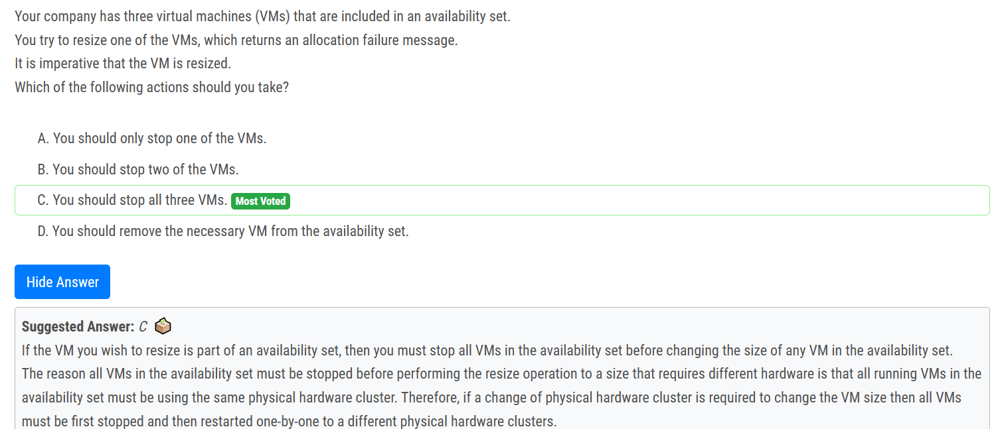 Your company has three virtual machines (VMs) that are included in an availability set.
You try to resize one of the VMs, which returns an allocation failure message.
It is imperative that the VM is resized.
Which of the following actions should you take?
A. You should only stop one of the VMs.
B. You should stop two of the VMs.
C. You should stop all three VMs. Most Voted
D. You should remove the necessary VM from the availability set.
Hide Answer
Suggested Answer: C
If the VM you wish to resize is part of an availability set, then you must stop all VMs in the availability set before changing the size of any VM in the availability set.
The reason all VMs in the availability set must be stopped before performing the resize operation to a size that requires different hardware is that all running VMs in the
availability set must be using the same physical hardware cluster. Therefore, if a change of physical hardware cluster is required to change the VM size then all VMs
must be first stopped and then restarted one-by-one to a different physical hardware clusters.